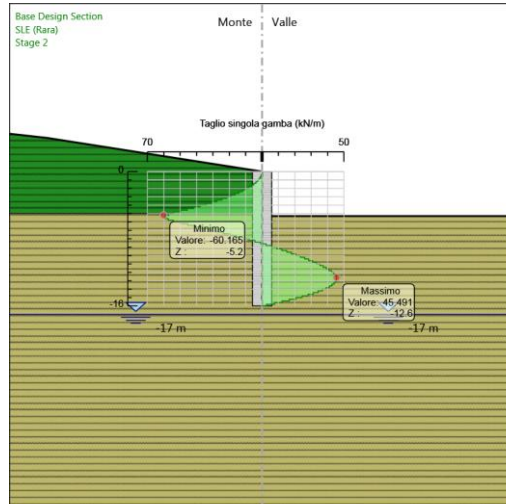 Base Design Section
SLE (Rara)
Stage 2
Monte Valle
Taglio singola gamba (kN/m)
70 0 50
0
Minimo
Valore: -60.165
Z : -5.2
Massimo
Valore: 45.491
Z : -12.6
-16
-17 m
-17 m